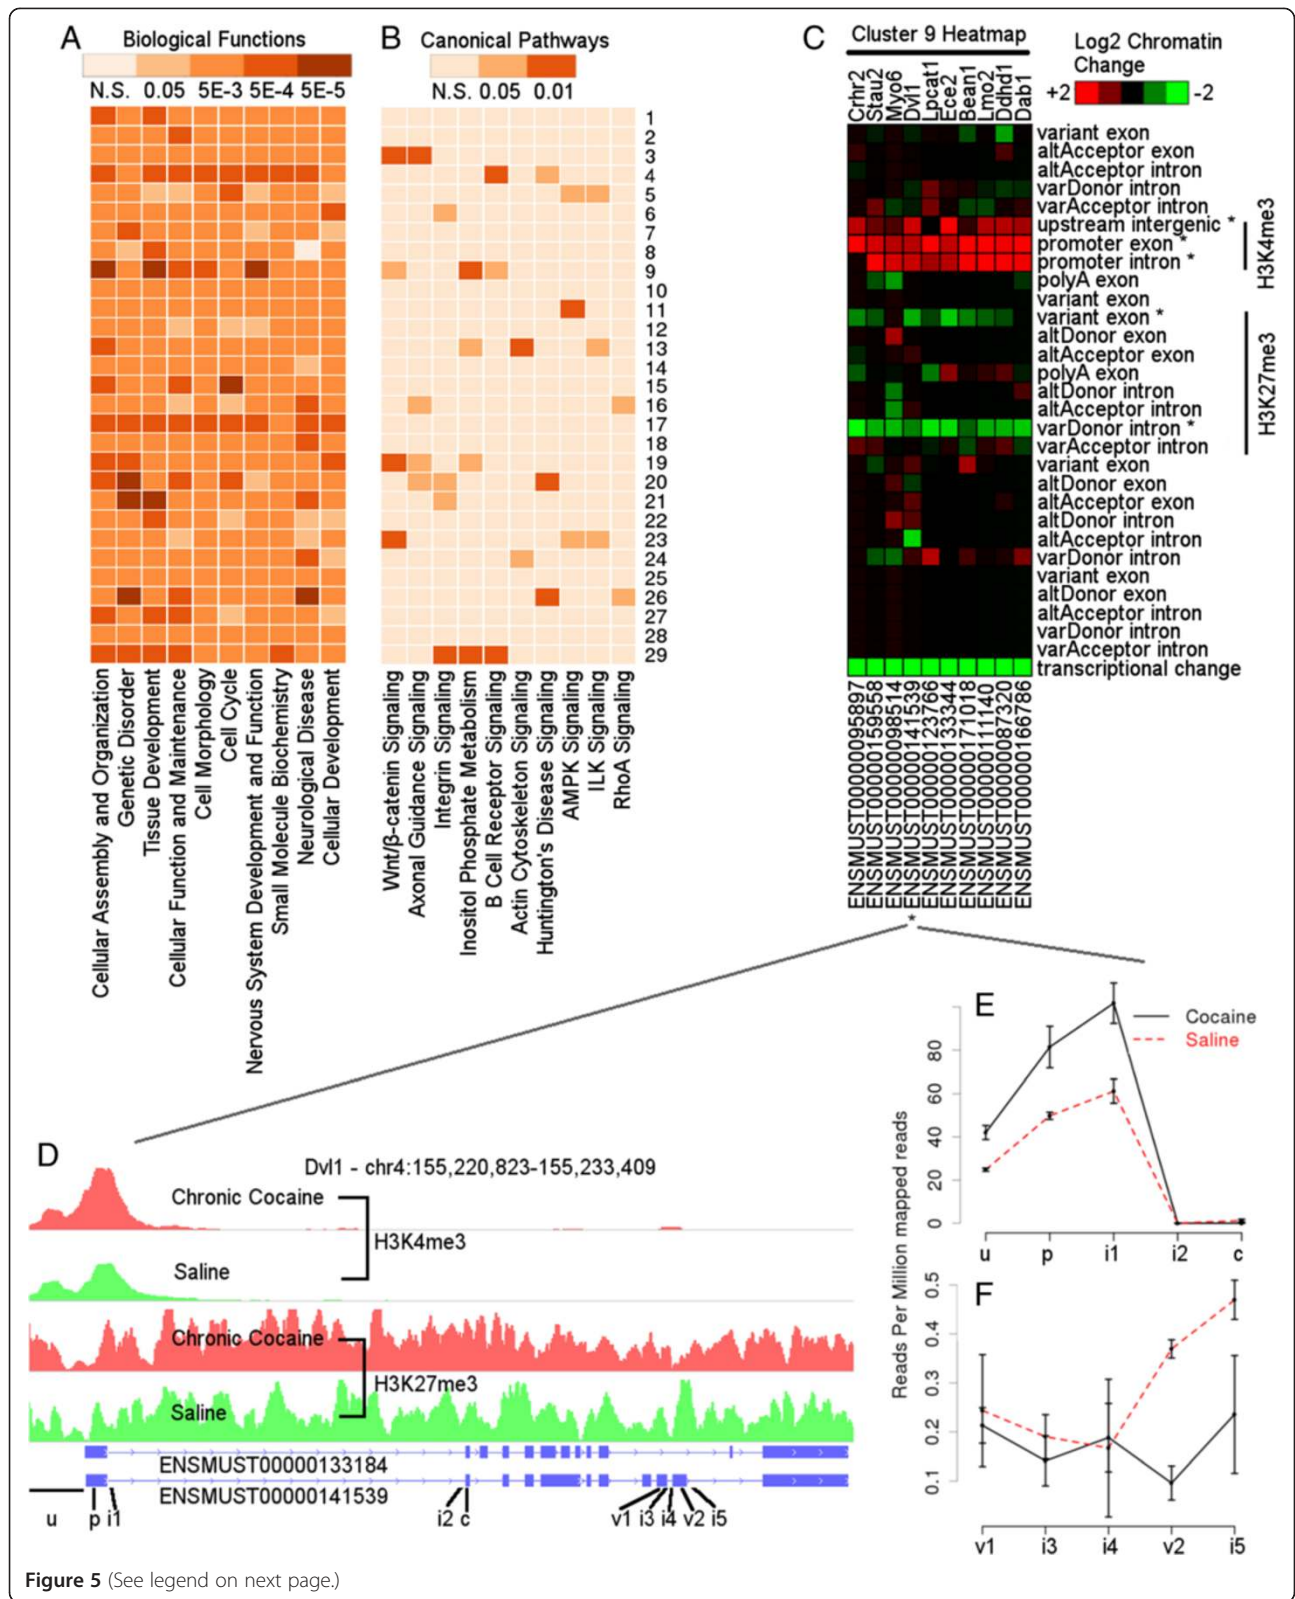 A
Biological Functions
N.S. 0.05 5E-3 5E-4 5E-5
B
Canonical Pathways
N.S. 0.05 0.01
1
2
3
4
5
6
7
8
9
10
11
12
13
14
15
16
17
18
19
20
21
22
23
24
25
26
27
28
29
Cellular Assembly and Organization
Genetic Disorder
Tissue Development
Cellular Function and Maintenance
Cell Morphology
Cell Cycle
Nervous System Development and Function
Small Molecule Biochemistry
Neurological Disease
Cellular Development
Wnt/β-catenin Signaling
Axonal Guidance Signaling
Integrin Signaling
Inositol Phosphate Metabolism
B Cell Receptor Signaling
Actin Cytoskeleton Signaling
Huntington's Disease Signaling
AMPK Signaling
ILK Signaling
RhoA Signaling
C
Cluster 9 Heatmap
Log2 Chromatin
Change
+2 -2
Crhr2
Stau2
Myo6
Dvl1
Lpcat1
Ece2
Bean1
Lmo2
Ddhd1
Dab1
variant exon
altAcceptor exon
altAcceptor intron
varDonor intron
varAcceptor intron
upstream intergenic *
promoter exon *
promoter intron *
polyA exon
variant exon
variant exon *
altDonor exon
altAcceptor exon
polyA exon
altDonor intron
altAcceptor intron
varDonor intron *
varAcceptor intron
variant exon
altDonor exon
altAcceptor exon
altDonor intron
altAcceptor intron
varDonor intron
variant exon
altDonor exon
altAcceptor intron
varDonor intron
varAcceptor intron
transcriptional change
H3K4me3
H3K27me3
ENSMUST00000095897
ENSMUST00000159558
ENSMUST00000098514
ENSMUST00000141539
ENSMUST00000123766
ENSMUST00000133344
ENSMUST00000171018
ENSMUST00000111140
ENSMUST00000087320
ENSMUST00000166786
*
D
Dvl1 - chr4:155,220,823-155,233,409
Chronic Cocaine
H3K4me3
Saline
Chronic Cocaine
H3K27me3
Saline
ENSMUST00000133184
ENSMUST00000141539
u p i1 i2 c v1 i3 i4 v2 i5
E
Cocaine
Saline
80
60
40
20
0
u p i1 i2 c
Reads Per Million mapped reads
F
0.5
0.4
0.3
0.2
0.1
v1 i3 i4 v2 i5
Figure 5 (See legend on next page.)